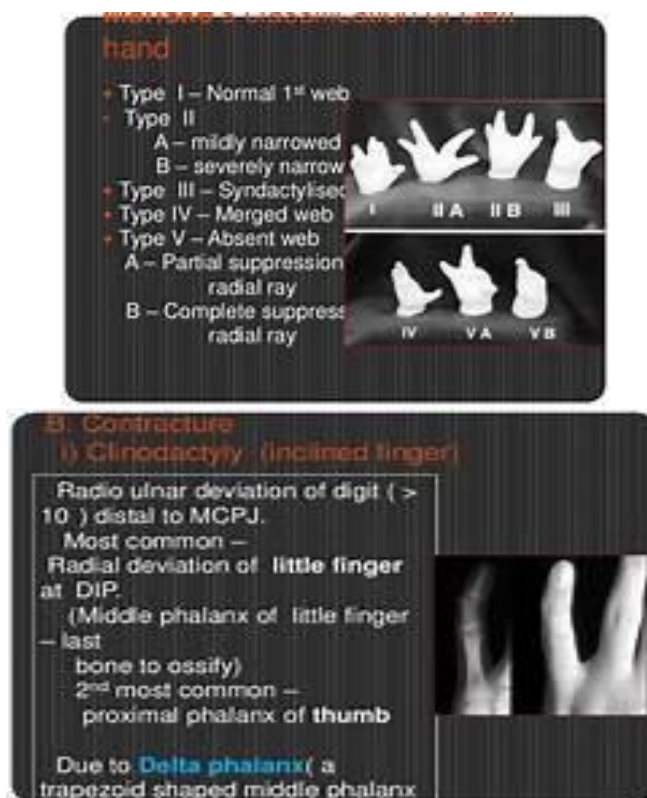 hand
Type I – Normal 1st web
Type II
A – mildly narrowed
B – severely narrow
Type III – Syndactylised
Type IV – Merged web
Type V – Absent web
A – Partial suppression
radial ray
B – Complete suppress
radial ray
I II A II B III
IV V A V B
B. Contracture
i) Clinodactyly (inclined finger)
Radio ulnar deviation of digit ( >
10 ) distal to MCPJ.
Most common –
Radial deviation of little finger
at DIP.
(Middle phalanx of little finger
– last
bone to ossify)
2nd most common –
proximal phalanx of thumb
Due to Delta phalanx( a
trapezoid shaped middle phalanx